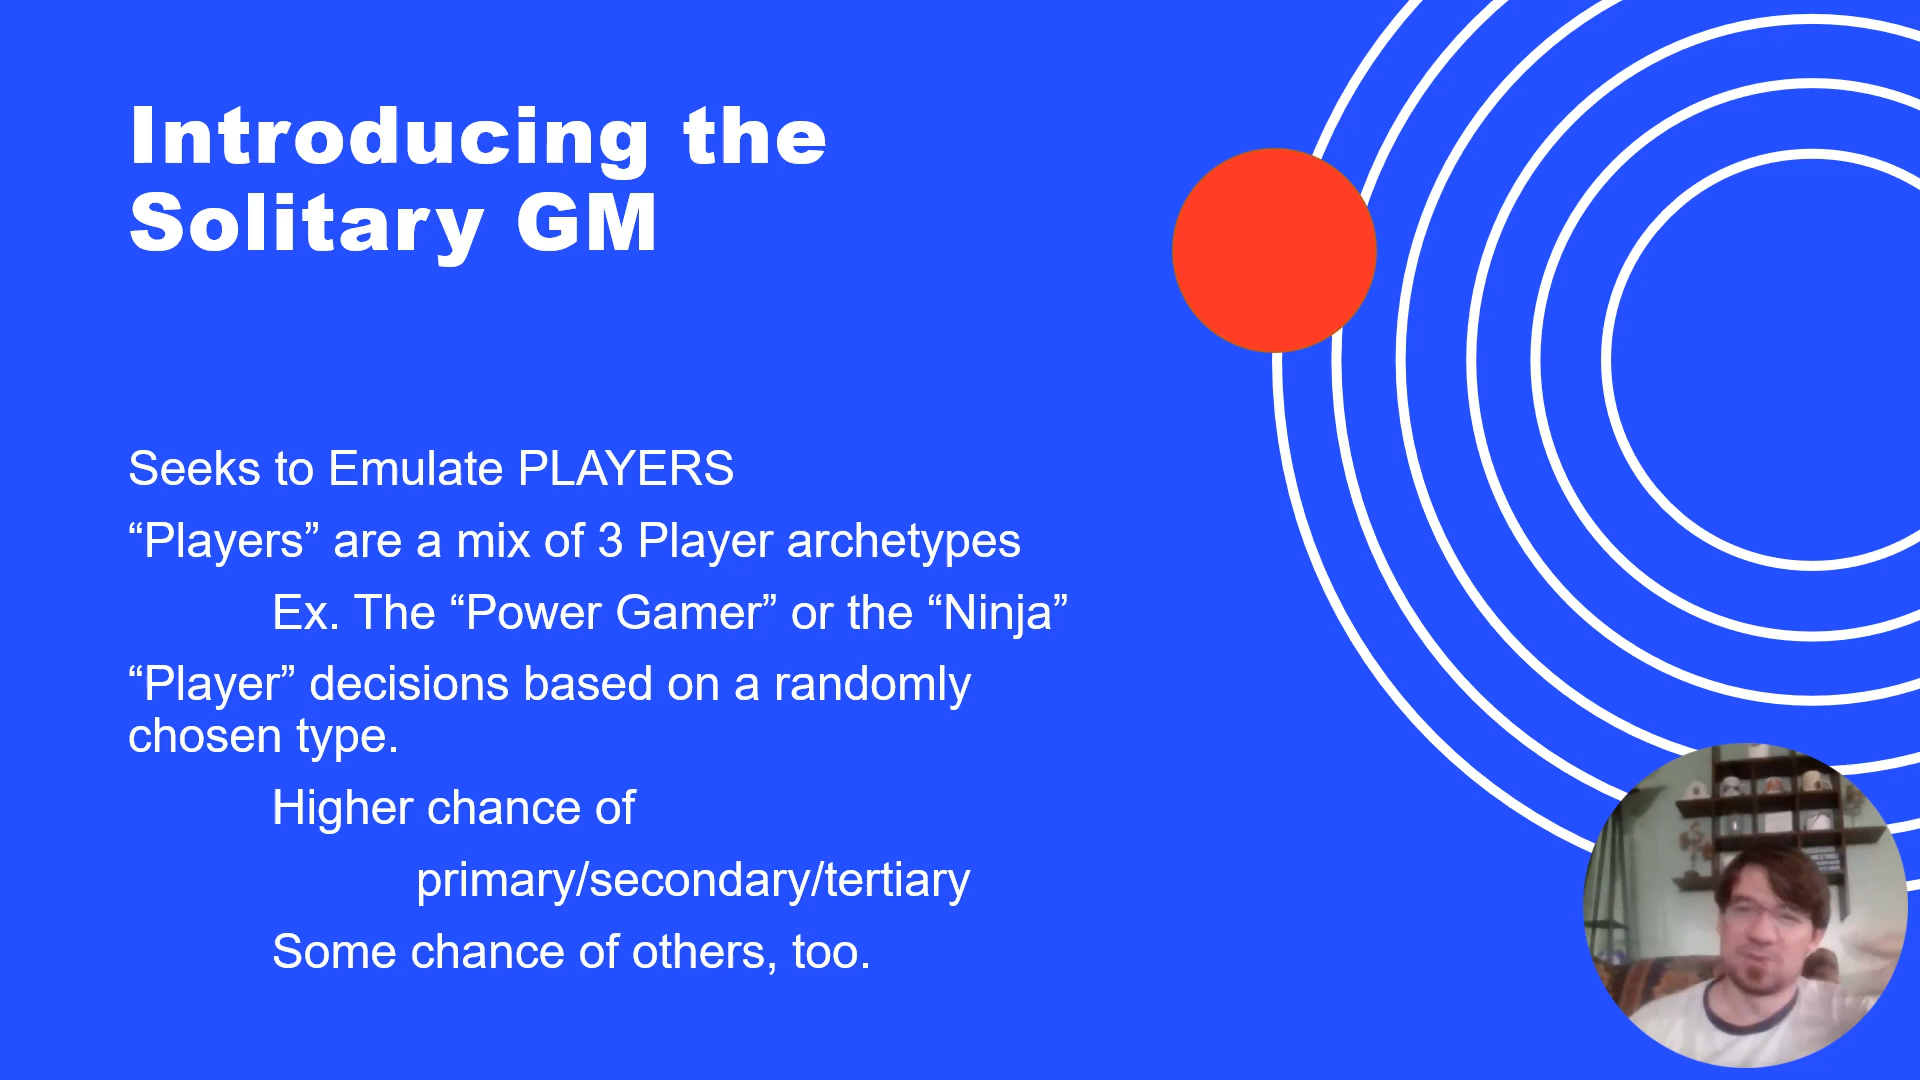 Introducing the
Solitary GM
Seeks to Emulate PLAYERS
“Players” are a mix of 3 Player archetypes
Ex. The “Power Gamer” or the “Ninja”
“Player” decisions based on a randomly
chosen type.
Higher chance of
primary/secondary/tertiary
Some chance of others, too.